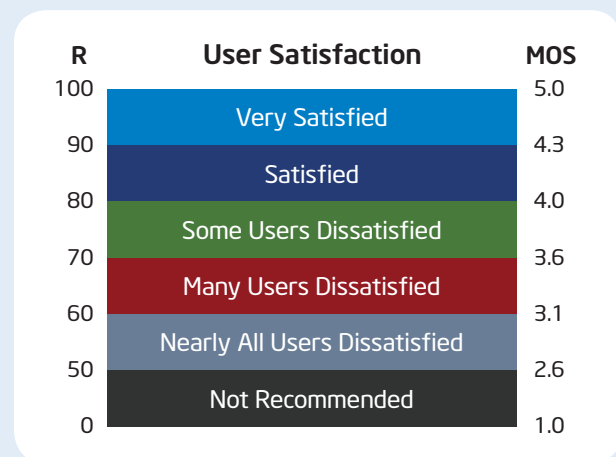 R User Satisfaction MOS
100 5.0
Very Satisfied
90 4.3
Satisfied
80 4.0
Some Users Dissatisfied
70 3.6
Many Users Dissatisfied
60 3.1
Nearly All Users Dissatisfied
50 2.6
Not Recommended
0 1.0